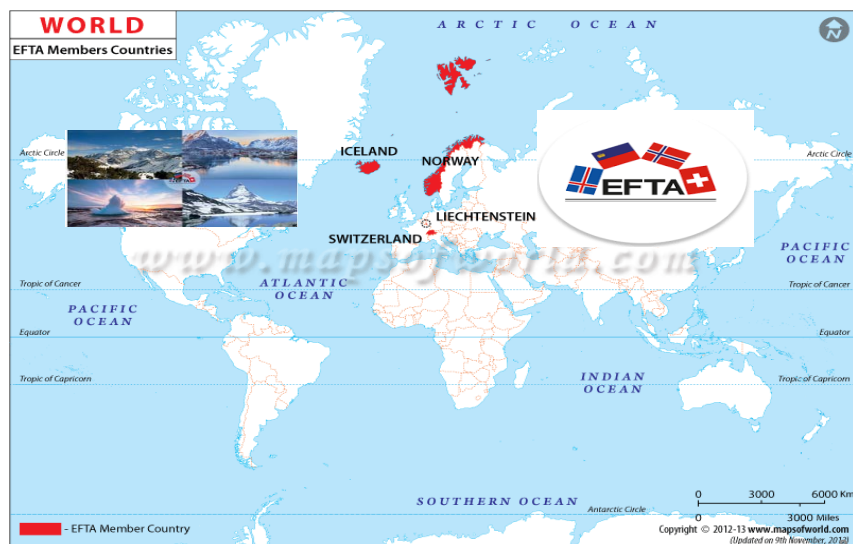 WORLD
EFTA Members Countries
ARCTIC OCEAN
Arctic Circle
Arctic Circle
ICELAND
NORWAY
EFTA
LIECHTENSTEIN
SWITZERLAND
www.mapsofworld.com
PACIFIC
OCEAN
Tropic of Cancer
ATLANTIC
OCEAN
Tropic of Cancer
PACIFIC
OCEAN
Equator
Equator
Tropic of Capricorn
INDIAN
OCEAN
Tropic of Capricorn
SOUTHERN OCEAN
Antarctic Circle
0 3000 6000 Km
0 3000 Miles
- EFTA Member Country
Copyright © 2012-13 www.mapsofworld.com
(Updated on 9th November, 2012)